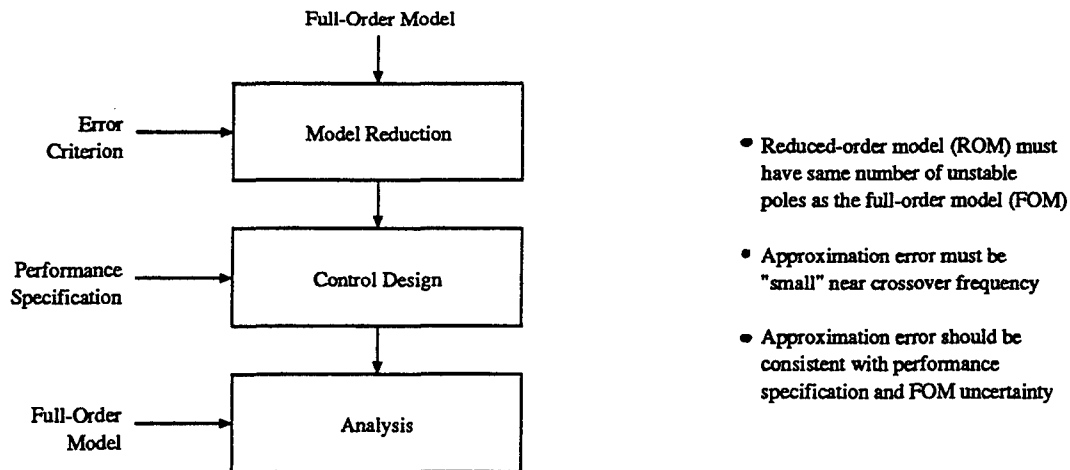 Full-Order Model
Error
Criterion
Model Reduction
Performance
Specification
Control Design
Full-Order
Model
Analysis
• Reduced-order model (ROM) must
have same number of unstable
poles as the full-order model (FOM)
• Approximation error must be
"small" near crossover frequency
• Approximation error should be
consistent with performance
specification and FOM uncertainty